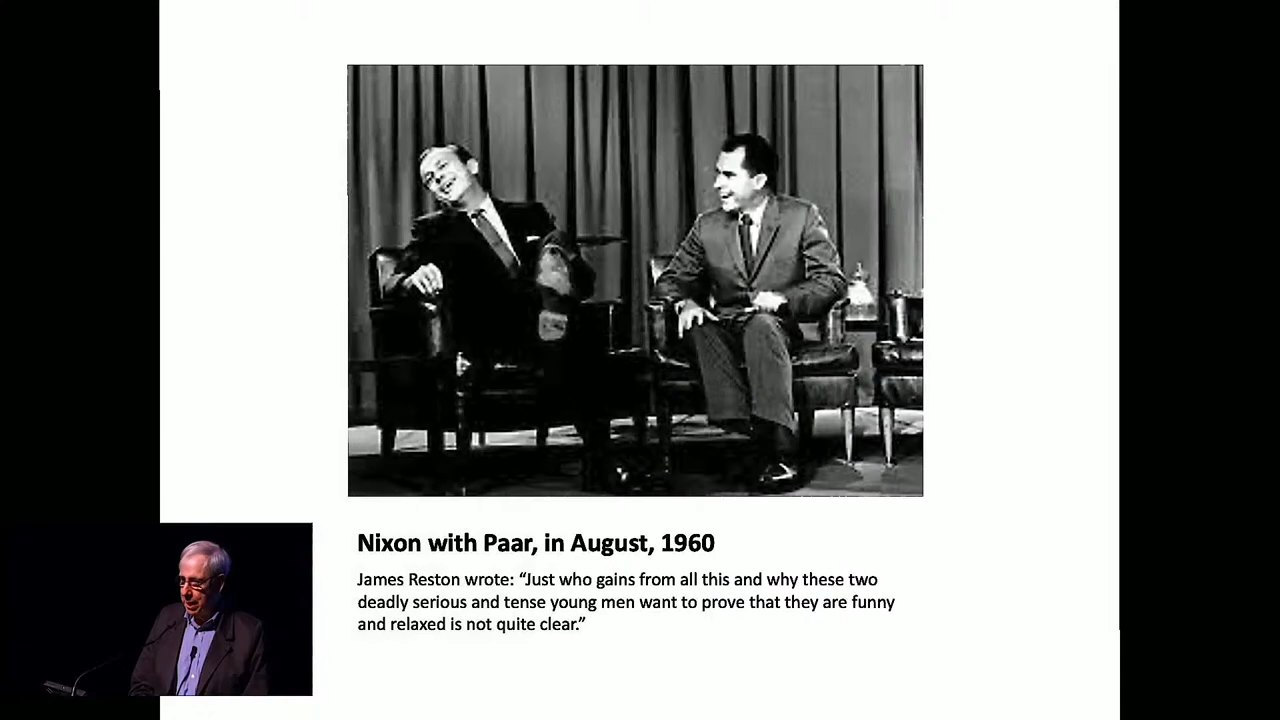 Nixon with Paar, in August, 1960
James Reston wrote: “Just who gains from all this and why these two
deadly serious and tense young men want to prove that they are funny
and relaxed is not quite clear.”